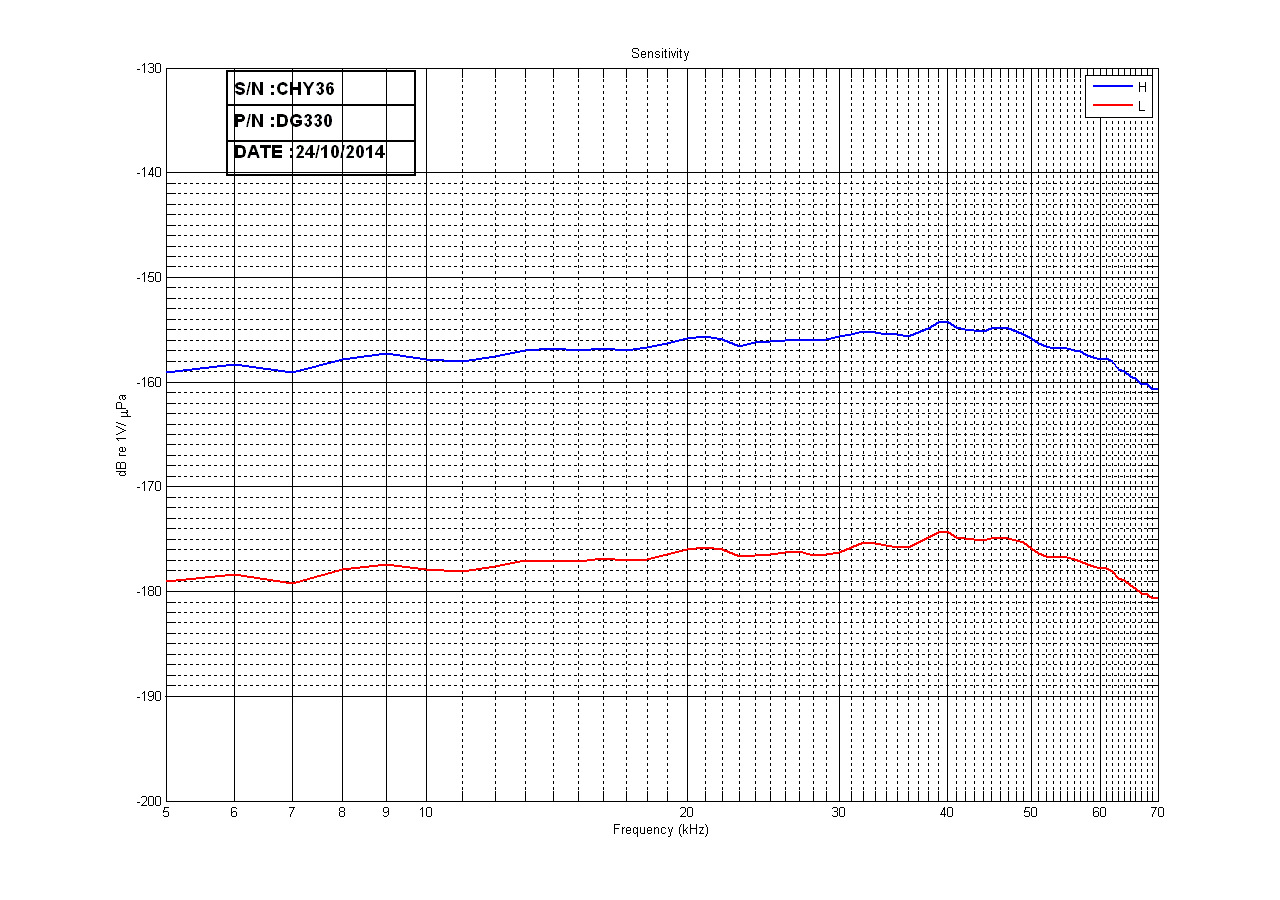 Sensitivity
S/N :CHY36
P/N :DG330
DATE :24/10/2014
H
L
-130
-140
-150
-160
-170
-180
-190
-200
dB re 1V/ μPa
5 6 7 8 9 10 20 30 40 50 60 70
Frequency (kHz)